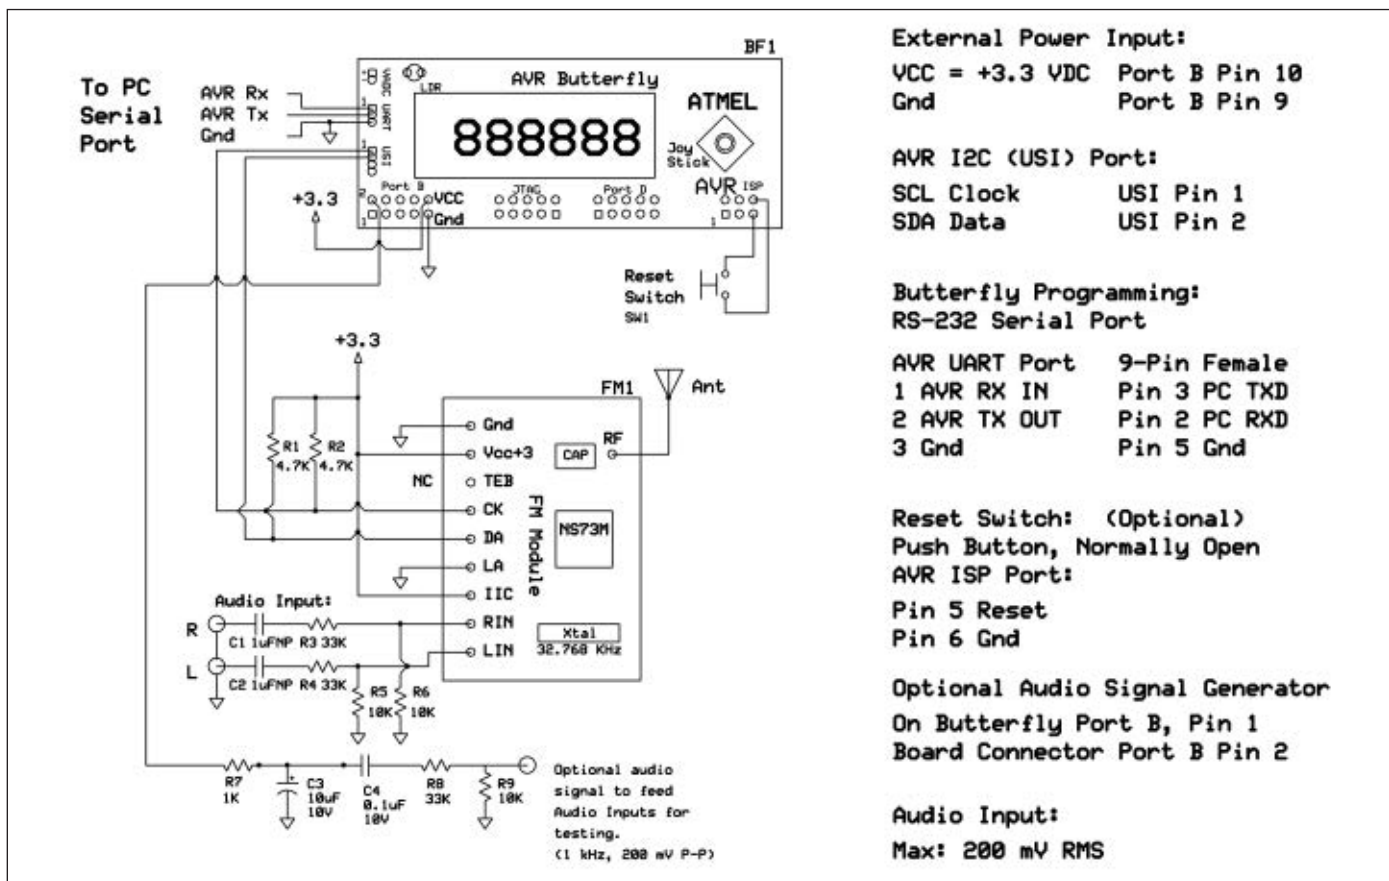 BF1
To PC
Serial
Port
AVR Rx
AVR Tx
Gnd
VADC
LDR
AVR Butterfly
ATMEL
1
UART
888888
Joy
Stick
1
USI
2
Port B
VCC
JTAG
Port D
AVR
ISP
+3.3
1
Gnd
1
Reset
Switch
SW1
+3.3
FM1
Ant
Gnd
RF
R1
4.7K
R2
4.7K
Vcc+3
CAP
NC
TEB
CK
FM Module
NS73M
DA
LA
IIC
Audio Input:
R
RIN
Xtal
C1 1uFNP R3 33K
LIN
32.768 KHz
L
C2 1uFNP R4 33K
R5
10K
R6
10K
R7
1K
C3
10uF
10V
C4
0.1uF
10V
R8
33K
R9
10K
Optional audio
signal to feed
Audio Inputs for
testing.
(1 kHz, 200 mV P-P)
External Power Input:
VCC = +3.3 VDC Port B Pin 10
Gnd Port B Pin 9
AVR I2C (USI) Port:
SCL Clock USI Pin 1
SDA Data USI Pin 2
Butterfly Programming:
RS-232 Serial Port
AVR UART Port 9-Pin Female
1 AVR RX IN Pin 3 PC TXD
2 AVR TX OUT Pin 2 PC RXD
3 Gnd Pin 5 Gnd
Reset Switch: (Optional)
Push Button, Normally Open
AVR ISP Port:
Pin 5 Reset
Pin 6 Gnd
Optional Audio Signal Generator
On Butterfly Port B, Pin 1
Board Connector Port B Pin 2
Audio Input:
Max: 200 mV RMS